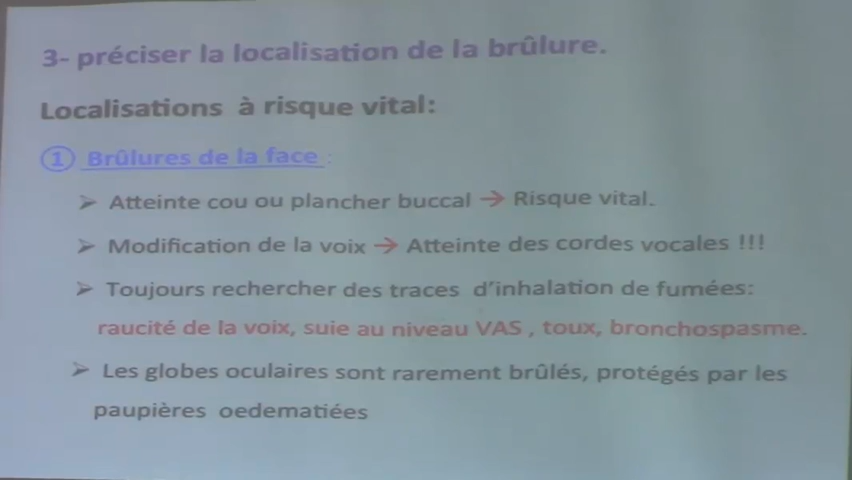 3- préciser la localisation de la brûlure.
Localisations à risque vital:
① Brûlures de la face :
➢ Atteinte cou ou plancher buccal → Risque vital.
➢ Modification de la voix → Atteinte des cordes vocales !!!
➢ Toujours rechercher des traces d'inhalation de fumées:
raucité de la voix, suie au niveau VAS , toux, bronchospasme.
➢ Les globes oculaires sont rarement brûlés, protégés par les
paupières oedematiées